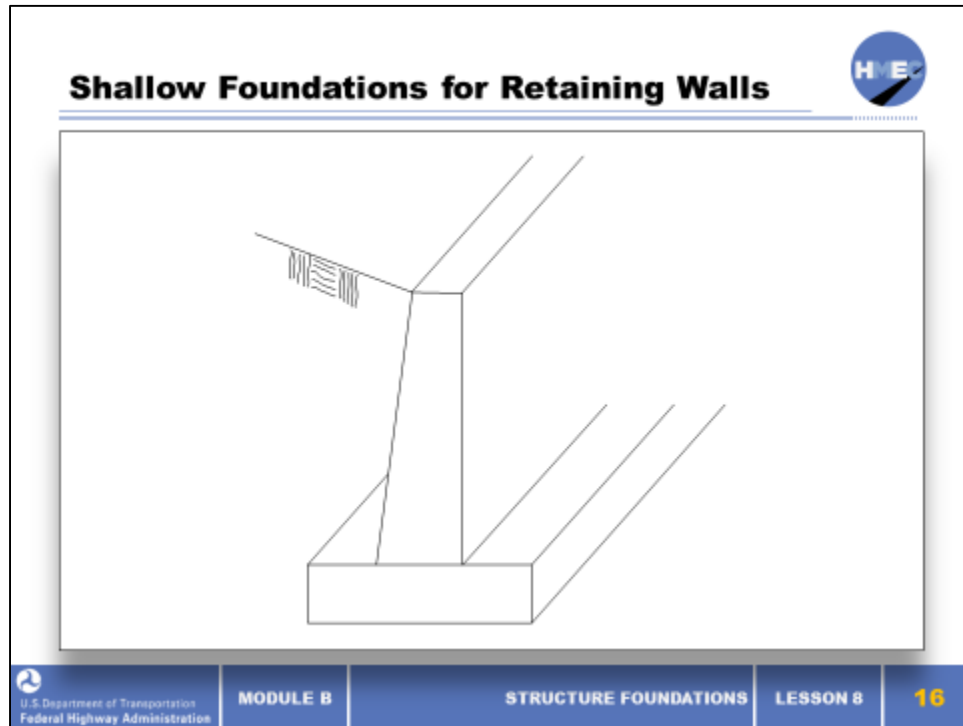 Shallow Foundations for Retaining Walls
HMEC
U.S.Department of Transportation
Federal Highway Administration
MODULE B
STRUCTURE FOUNDATIONS
LESSON 8
16